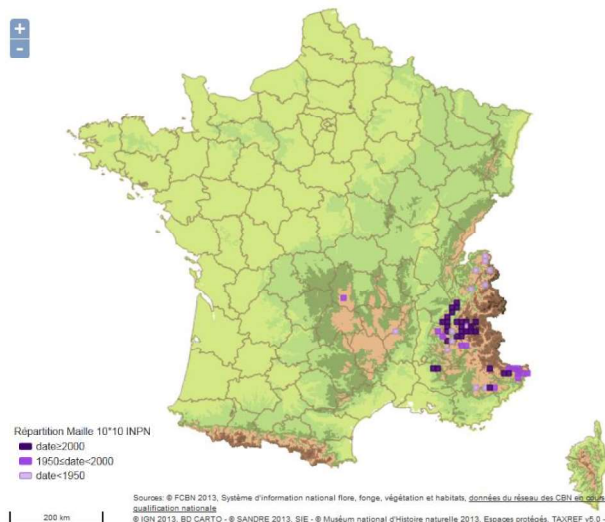 +
-
Répartition Maille 10*10 INPN
date≥2000
1950≤date<2000
date<1950
200 km
Sources: © FCBN 2013, Système d'information national flore, fonge, végétation et habitats, données du réseau des CBN en cours
qualification nationale
© IGN 2013, BD CARTO - © SANDRE 2013, SIE - © Muséum national d'Histoire naturelle 2013, Espaces protégés, TAXREF v5.0